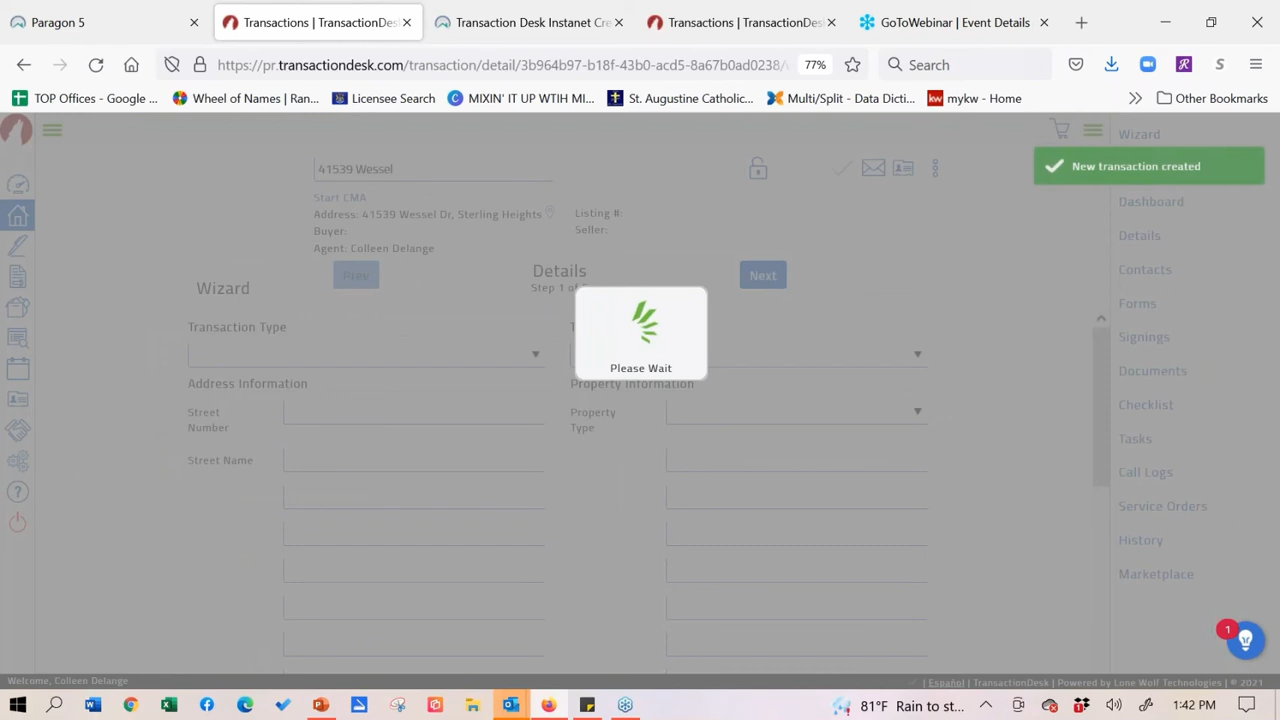 Paragon 5
Transactions | TransactionDes
Transaction Desk Instanet Cre
Transactions | TransactionDes
GoToWebinar | Event Details
https://pr.transactiondesk.com/transaction/detail/3b964b97-b18f-43b0-acd5-8a67b0ad0238/
77%
Search
TOP Offices - Google ...
Wheel of Names | Ran...
Licensee Search
MIXIN' IT UP WTIH MI...
St. Augustine Catholic...
Multi/Split - Data Dicti...
kw
mykw - Home
Other Bookmarks
Wizard
New transaction created
41539 Wessel
Start CMA
Address: 41539 Wessel Dr, Sterling Heights
Listing #:
Buyer:
Seller:
Agent: Colleen Delange
Wizard
Prev
Details
Step 1 of
Next
Transaction Type
T
Please Wait
Address Information
Property Information
Street
Number
Property
Type
Street Name
Dashboard
Details
Contacts
Forms
Signings
Documents
Checklist
Tasks
Call Logs
Service Orders
History
Marketplace
1
Welcome, Colleen Delange
| Español | TransactionDesk | Powered by Lone Wolf Technologies | © 2021
81°F Rain to st...
1:42 PM